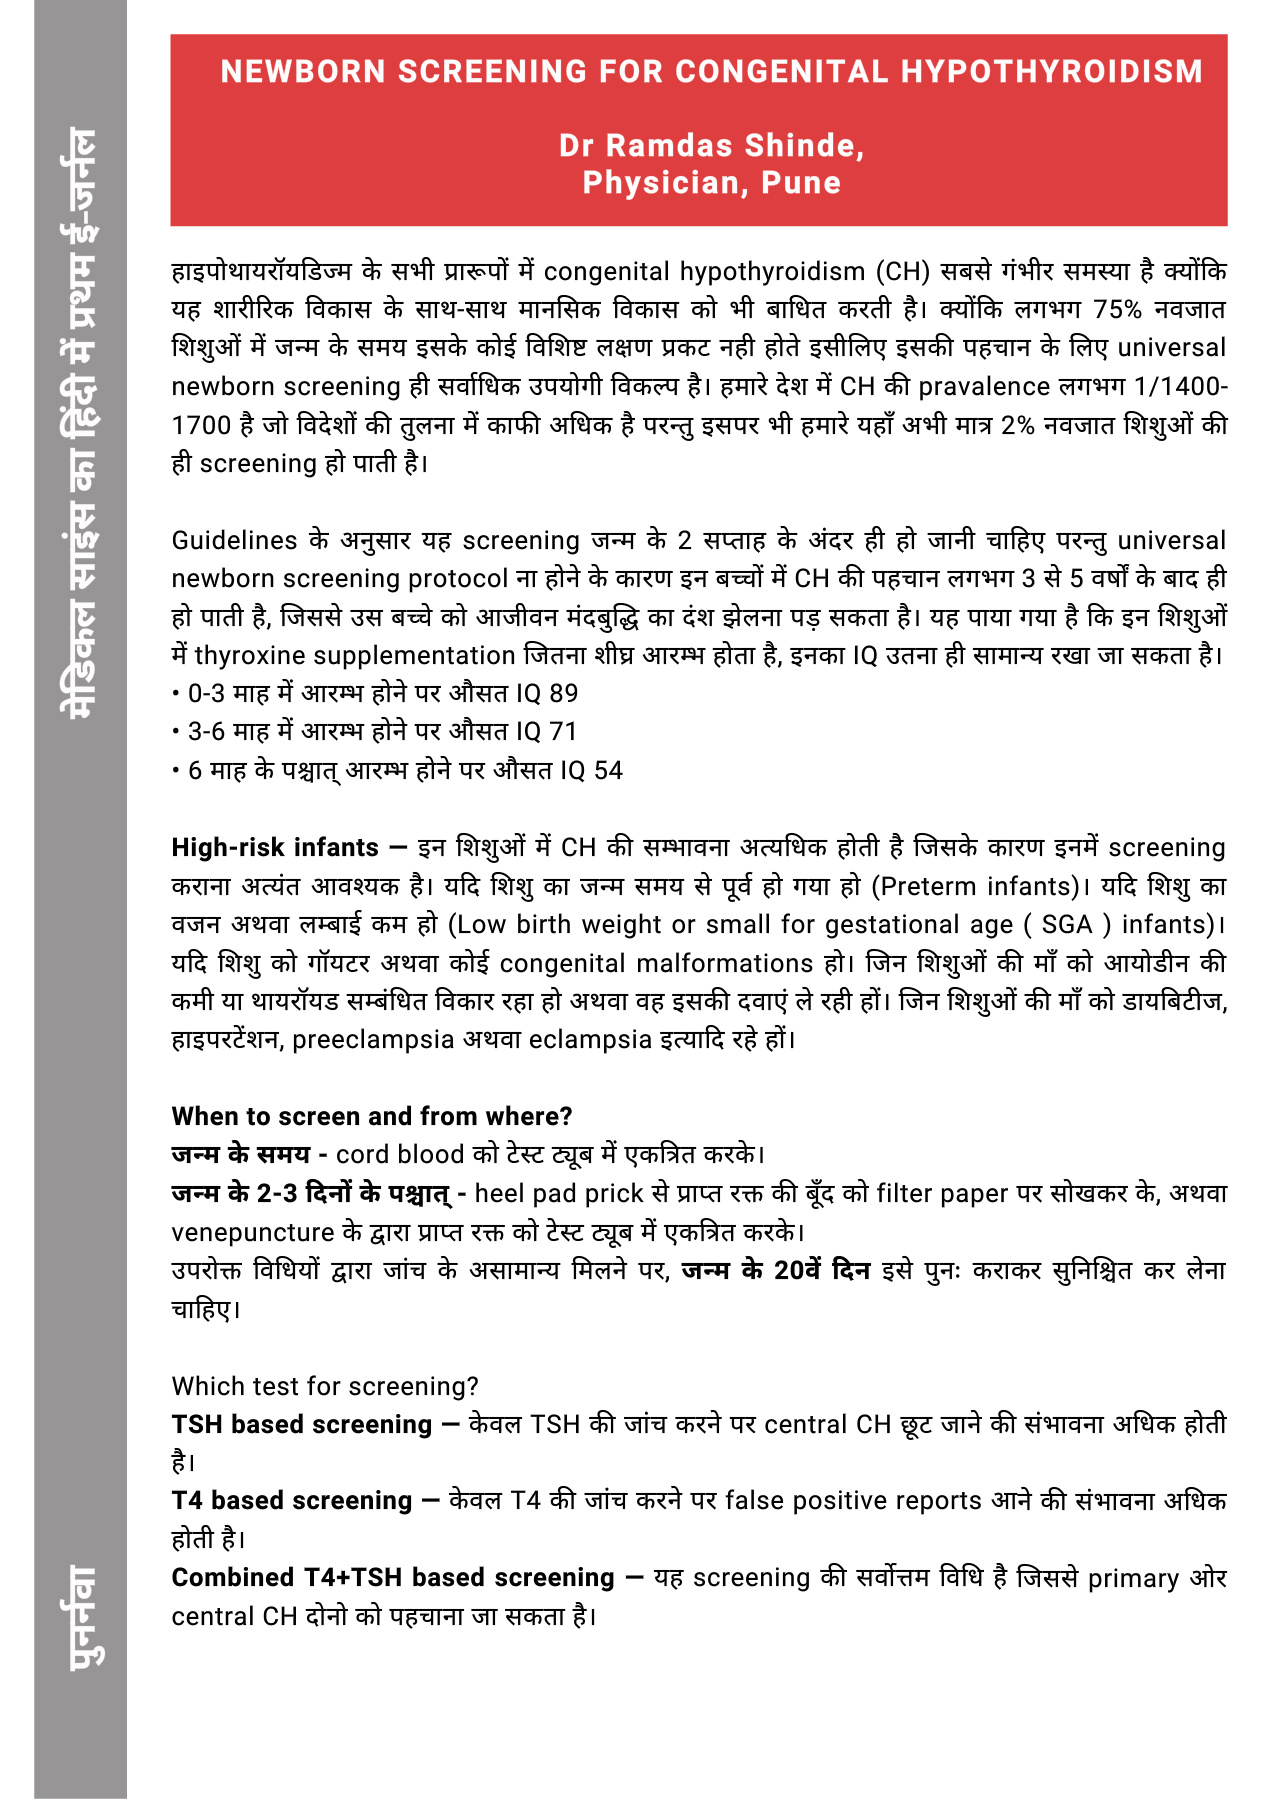 मेडिकल साइंस का हिंदी में प्रथम ई-जर्नल
पुनर्नवा
NEWBORN SCREENING FOR CONGENITAL HYPOTHYROIDISM
Dr Ramdas Shinde,
Physician, Pune
हाइपोथायरॉयडिज्म के सभी प्रारूपों में congenital hypothyroidism (CH) सबसे गंभीर समस्या है क्योंकि
यह शारीरिक विकास के साथ-साथ मानसिक विकास को भी बाधित करती है। क्योंकि लगभग 75% नवजात
शिशुओं में जन्म के समय इसके कोई विशिष्ट लक्षण प्रकट नही होते इसीलिए इसकी पहचान के लिए universal
newborn screening ही सर्वाधिक उपयोगी विकल्प है। हमारे देश में CH की pravalence लगभग 1/1400-
1700 है जो विदेशों की तुलना में काफी अधिक है परन्तु इसपर भी हमारे यहाँ अभी मात्र 2% नवजात शिशुओं की
ही screening हो पाती है।
Guidelines के अनुसार यह screening जन्म के 2 सप्ताह के अंदर ही हो जानी चाहिए परन्तु universal
newborn screening protocol ना होने के कारण इन बच्चों में CH की पहचान लगभग 3 से 5 वर्षों के बाद ही
हो पाती है, जिससे उस बच्चे को आजीवन मंदबुद्धि का दंश झेलना पड़ सकता है। यह पाया गया है कि इन शिशुओं
में thyroxine supplementation जितना शीघ्र आरम्भ होता है, इनका IQ उतना ही सामान्य रखा जा सकता है।
• 0-3 माह में आरम्भ होने पर औसत IQ 89
• 3-6 माह में आरम्भ होने पर औसत IQ 71
• 6 माह के पश्चात् आरम्भ होने पर औसत IQ 54
High-risk infants — इन शिशुओं में CH की सम्भावना अत्यधिक होती है जिसके कारण इनमें screening
कराना अत्यंत आवश्यक है। यदि शिशु का जन्म समय से पूर्व हो गया हो (Preterm infants)। यदि शिशु का
वजन अथवा लम्बाई कम हो (Low birth weight or small for gestational age ( SGA ) infants)।
यदि शिशु को गॉयटर अथवा कोई congenital malformations हो। जिन शिशुओं की माँ को आयोडीन की
कमी या थायरॉयड सम्बंधित विकार रहा हो अथवा वह इसकी दवाएं ले रही हों। जिन शिशुओं की माँ को डायबिटीज,
हाइपरटेंशन, preeclampsia अथवा eclampsia इत्यादि रहे हों।
When to screen and from where?
जन्म के समय - cord blood को टेस्ट ट्यूब में एकत्रित करके।
जन्म के 2-3 दिनों के पश्चात् - heel pad prick से प्राप्त रक्त की बूँद को filter paper पर सोखकर के, अथवा
venepuncture के द्वारा प्राप्त रक्त को टेस्ट ट्यूब में एकत्रित करके।
उपरोक्त विधियों द्वारा जांच के असामान्य मिलने पर, जन्म के 20वें दिन इसे पुनः कराकर सुनिश्चित कर लेना
चाहिए।
Which test for screening?
TSH based screening — केवल TSH की जांच करने पर central CH छूट जाने की संभावना अधिक होती
है।
T4 based screening — केवल T4 की जांच करने पर false positive reports आने की संभावना अधिक
होती है।
Combined T4+TSH based screening — यह screening की सर्वोत्तम विधि है जिससे primary ओर
central CH दोनो को पहचाना जा सकता है।